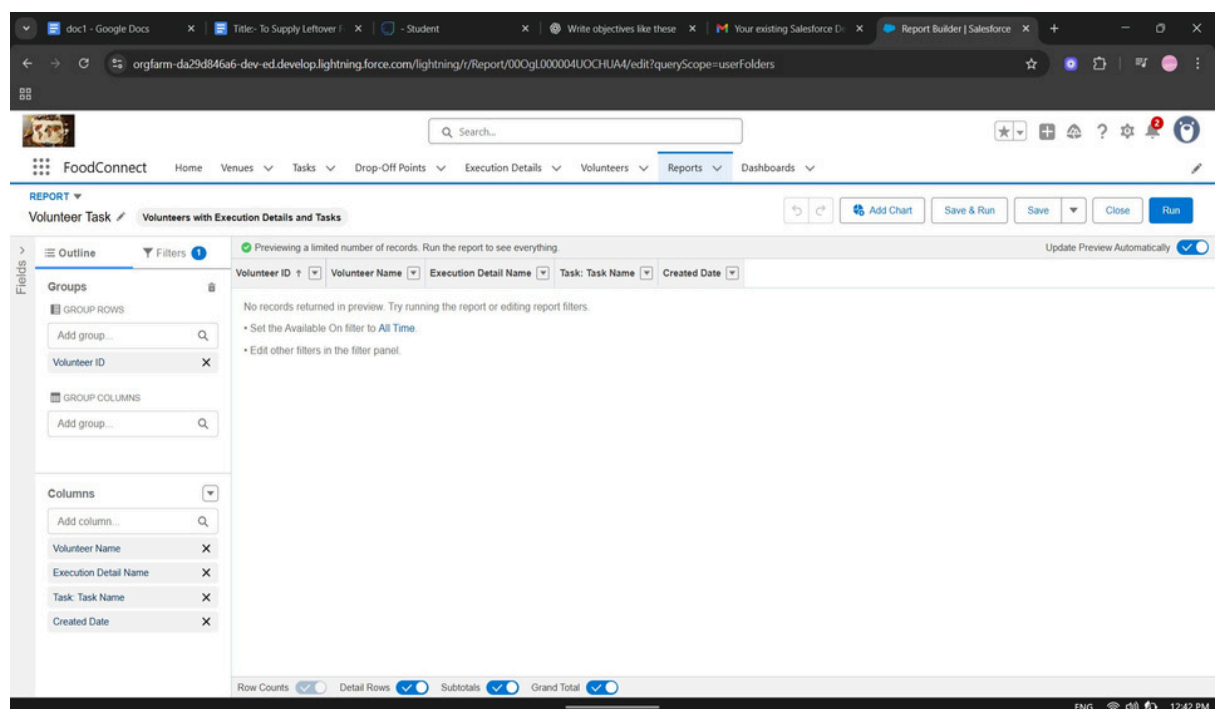 doc1 - Google Docs
Title:- To Supply Leftover F
- Student
Write objectives like these
Your existing Salesforce De
Report Builder | Salesforce
orgfarm-da29d846a6-dev-ed.develop.lightning.force.com/lightning/r/Report/00OgL000004UOCHUA4/edit?queryScope=userFolders
Search...
2
FoodConnect
Home
Venues
Tasks
Drop-Off Points
Execution Details
Volunteers
Reports
Dashboards
REPORT
Volunteer Task
Volunteers with Execution Details and Tasks
Add Chart
Save & Run
Save
Close
Run
Fields
Outline
Filters 1
Previewing a limited number of records. Run the report to see everything.
Update Preview Automatically
Groups
GROUP ROWS
Add group...
Volunteer ID
GROUP COLUMNS
Add group...
Columns
Add column...
Volunteer Name
Execution Detail Name
Task: Task Name
Created Date
Volunteer ID
Volunteer Name
Execution Detail Name
Task: Task Name
Created Date
No records returned in preview. Try running the report or editing report filters.
• Set the Available On filter to All Time.
• Edit other filters in the filter panel.
Row Counts
Detail Rows
Subtotals
Grand Total
ENG
12:42 PM